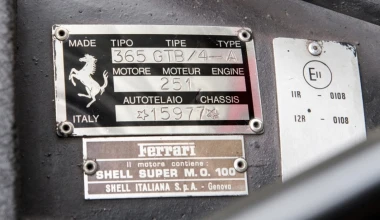 MADE TIPO TIPE -TYPE
365 GTB/4-A
MOTORE MOTEUR ENGINE
251
AUTOTELAIO CHASSIS
☆15977☆
ITALY
E11
11R - 0108
12R - 0108
Ferrari
Il motore contiene:
SHELL SUPER M.O. 100
SHELL ITALIANA S.p.A. - Genova